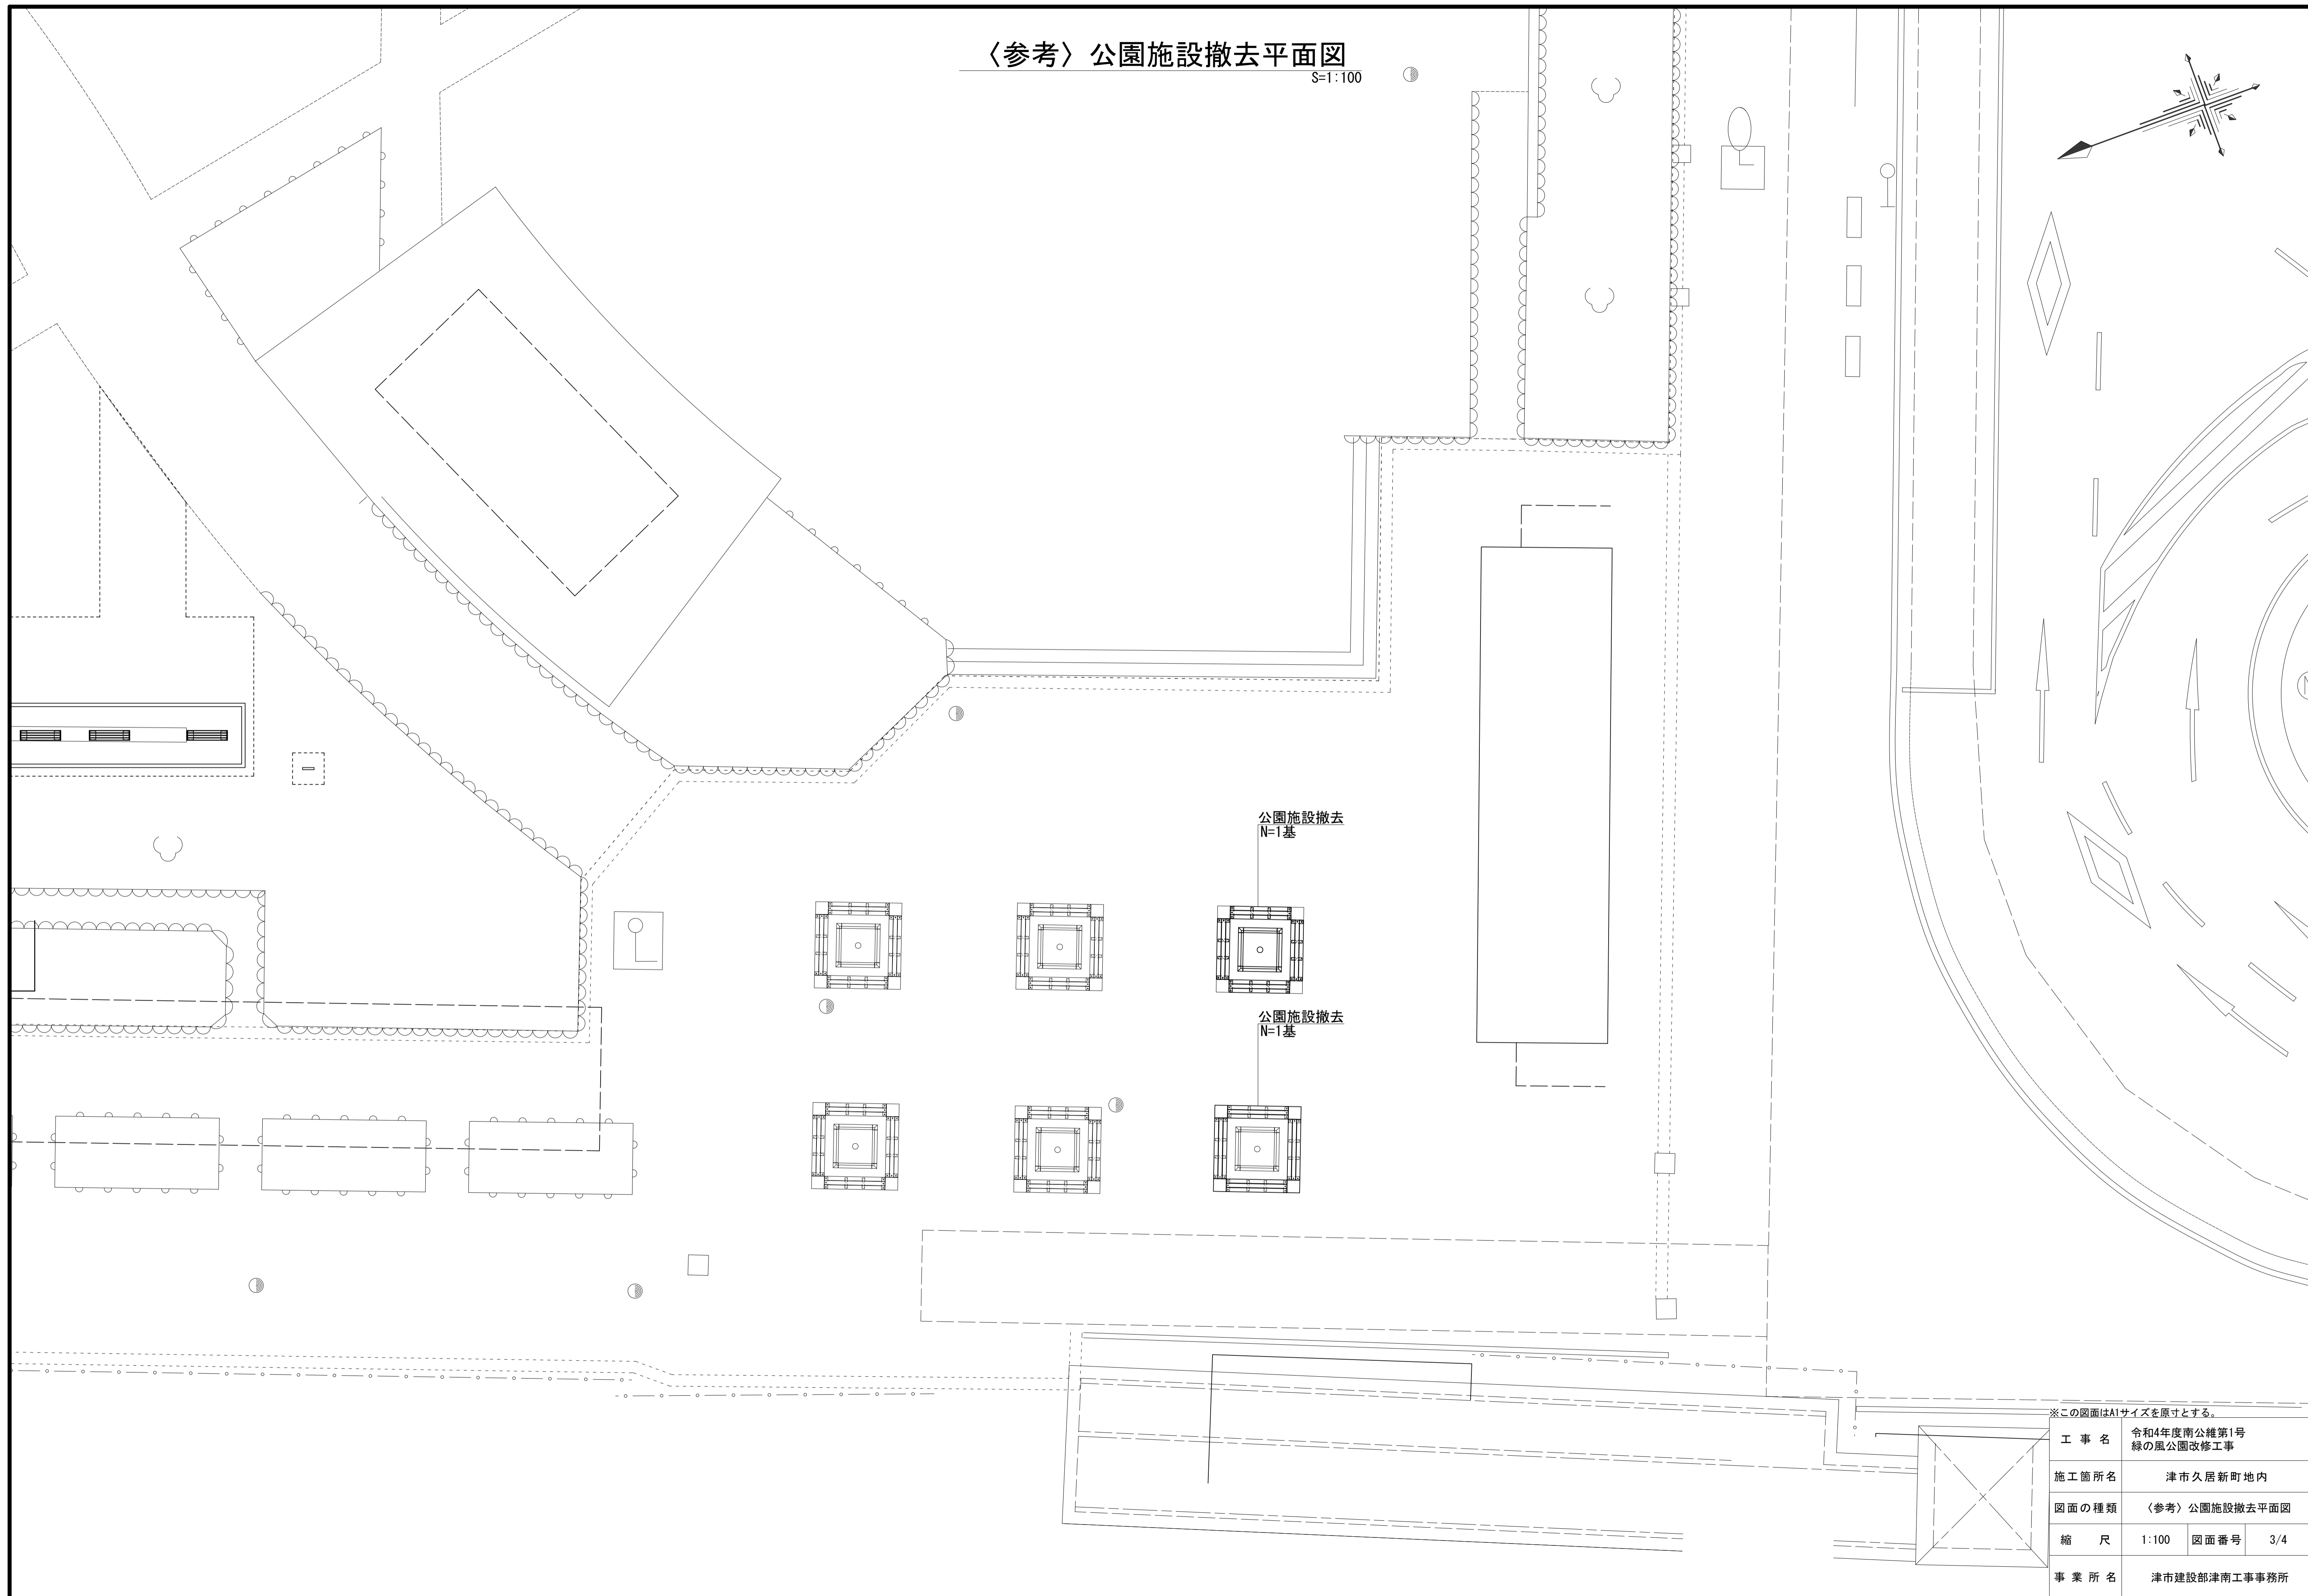 〈参考〉公園施設撤去平面図
S=1:100
公園施設撤去
N=1基
公園施設撤去
N=1基
※この図面はA1サイズを原寸とする。
工事名 令和4年度南公維第1号
緑の風公園改修工事
施工箇所名 津市久居新町地内
図面の種類 〈参考〉公園施設撤去平面図
縮尺 1:100 図面番号 3/4
事業所名 津市建設部津南工事事務所